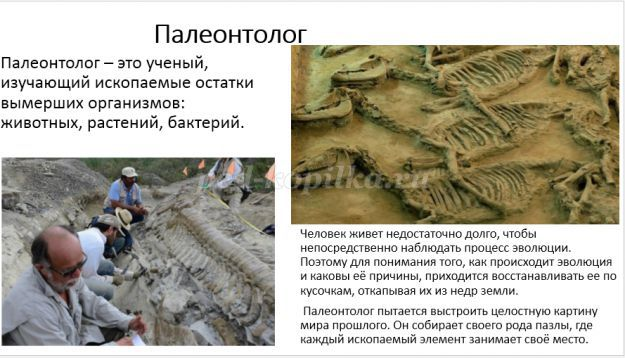 Палеонтолог
Палеонтолог – это ученый,
изучающий ископаемые остатки
вымерших организмов:
животных, растений, бактерий.
Человек живет недостаточно долго, чтобы
непосредственно наблюдать процесс эволюции.
Поэтому для понимания того, как происходит эволюция
и каковы её причины, приходится восстанавливать ее по
кусочкам, откапывая их из недр земли.
Палеонтолог пытается выстроить целостную картину
мира прошлого. Он собирает своего рода пазлы, где
каждый ископаемый элемент занимает своё место.